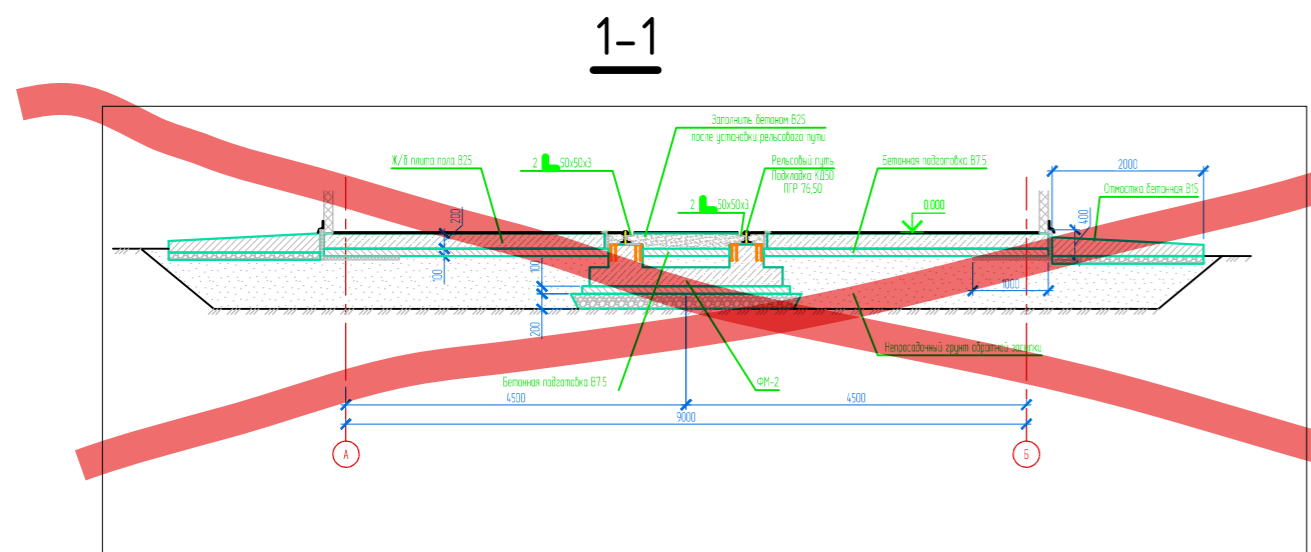 1-1
Заполнить бетоном В25
после установки рельсового пути
Ж/б плита пола В25
2 50х50х3
Рельсовый путь
Подкладка КД50
ПГР 76,50
Бетонная подготовка В7.5
2000
Отмостка бетонная В15
2 50х50х3
0.000
200
400
100
100
1000
200
Непросадочный грунт обратной засыпки
Бетонная подготовка В7.5
ФМ-2
4500
4500
9000
А
Б